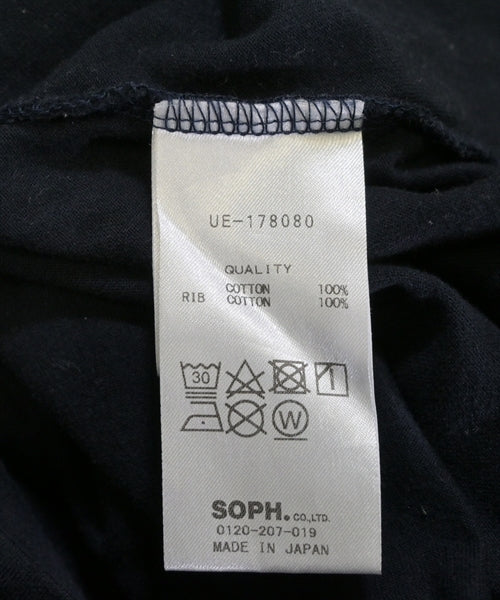 UE-178080
QUALITY
COTTON 100%
RIB COTTON 100%
30
W
SOPH.CO.,LTD.
0120-207-019
MADE IN JAPAN